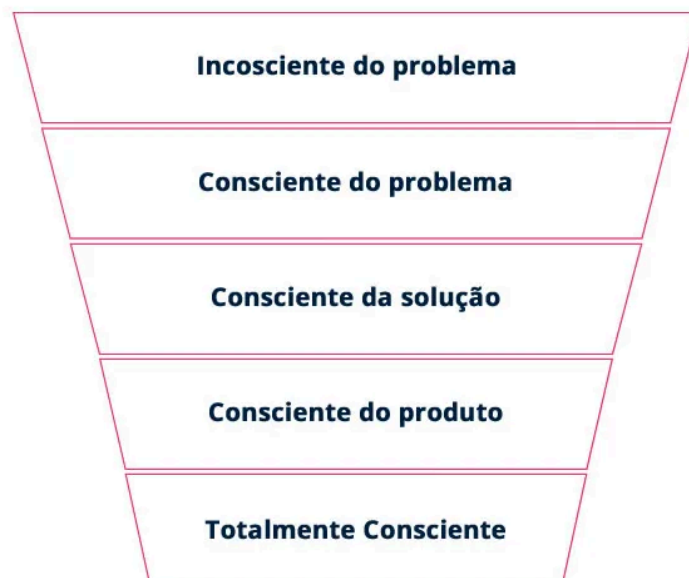 Incosciente do problema
Consciente do problema
Consciente da solução
Consciente do produto
Totalmente Consciente